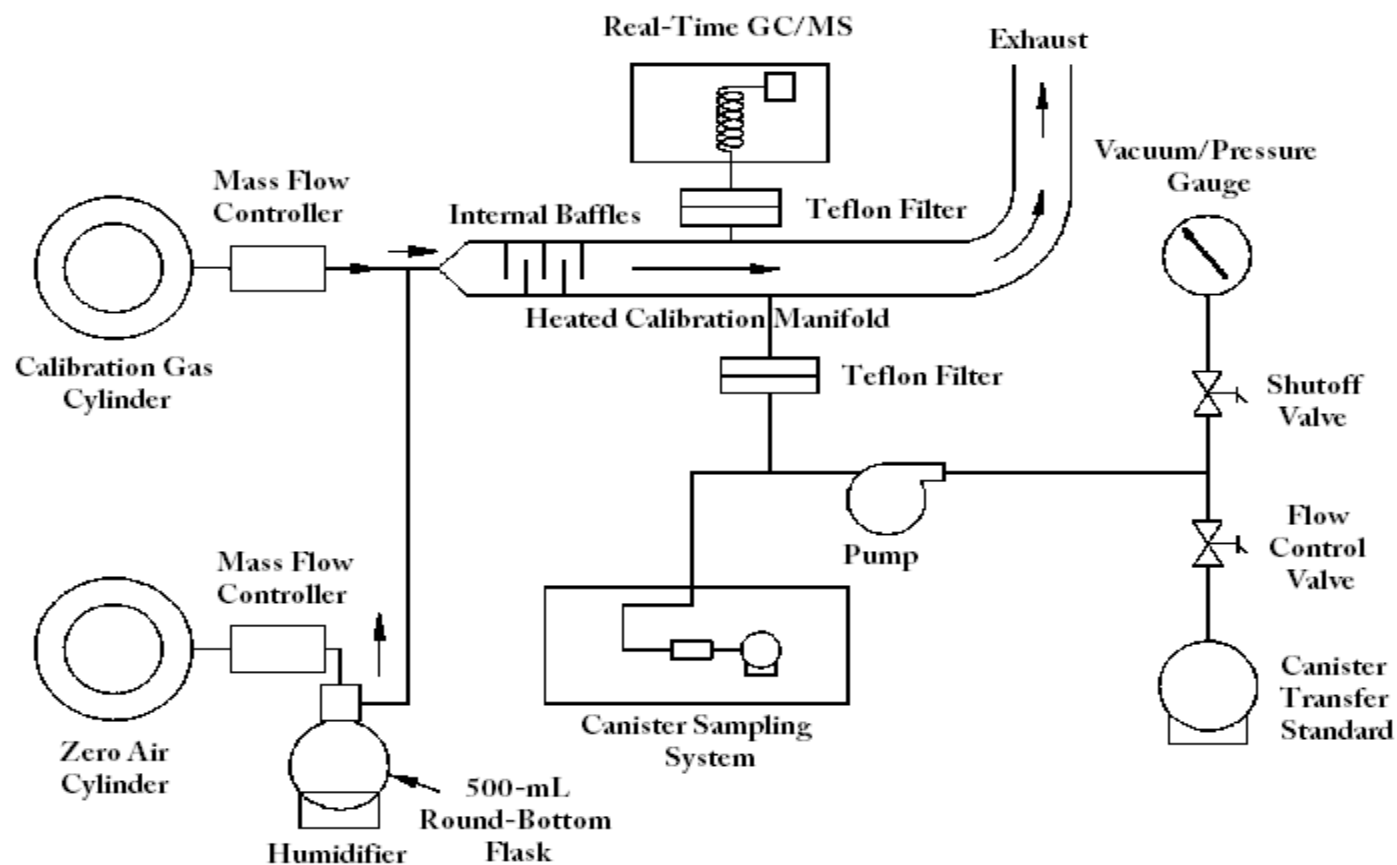 Real-Time GC/MS
Exhaust
Vacuum/Pressure
Gauge
Mass Flow
Controller
Internal Baffles
Teflon Filter
Heated Calibration Manifold
Calibration Gas
Cylinder
Teflon Filter
Shutoff
Valve
Flow
Control
Valve
Pump
Mass Flow
Controller
Canister
Transfer
Standard
Canister Sampling
System
Zero Air
Cylinder
500-mL
Round-Bottom
Flask
Humidifier